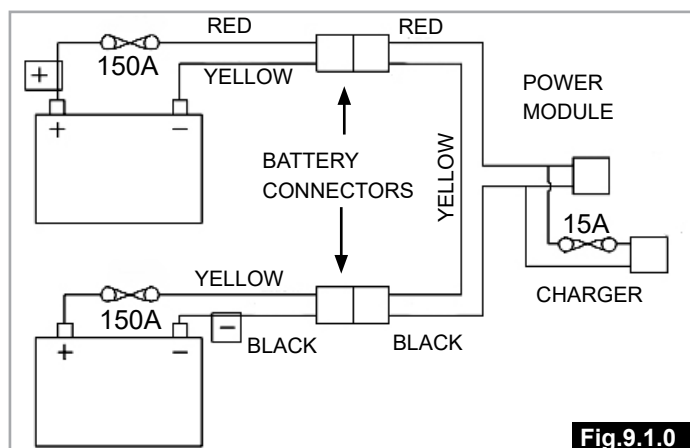 RED
RED
150A
+
YELLOW
POWER
MODULE
+ −
BATTERY
CONNECTORS
YELLOW
15A
YELLOW
CHARGER
150A
−
BLACK
BLACK
+ −
Fig.9.1.0